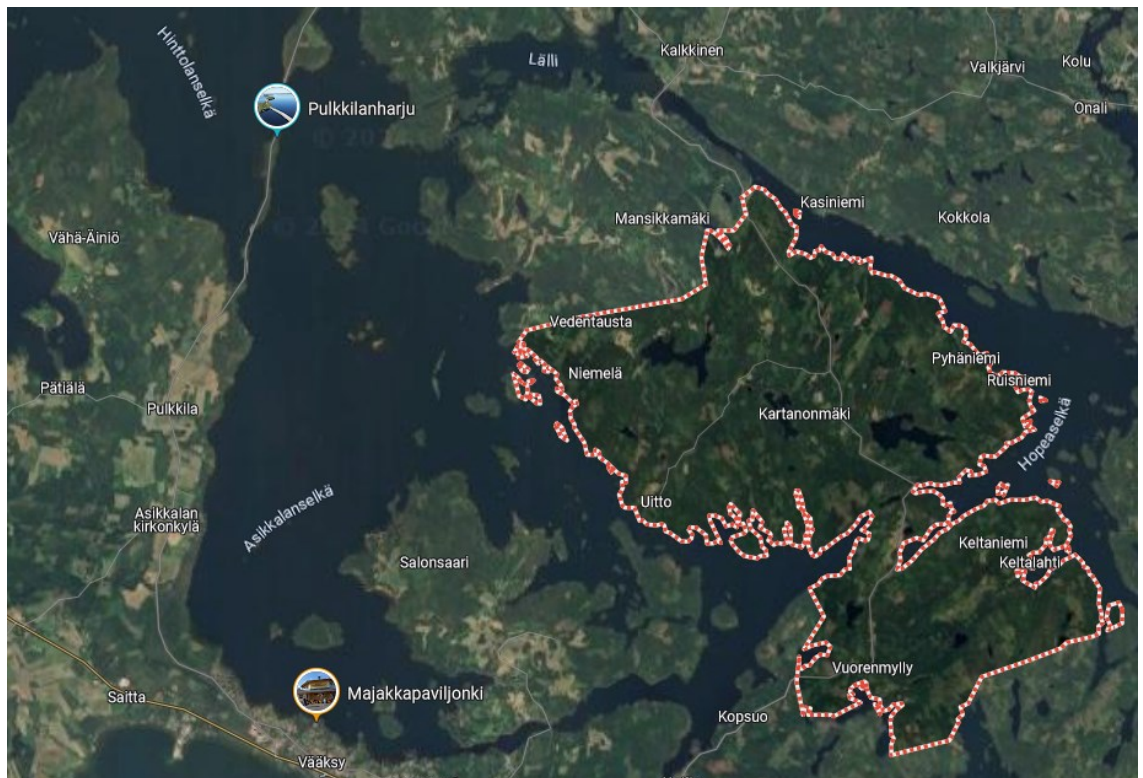 Hinttolanselkä
Lälli
Kalkkinen
Valkjärvi
Kolu
Onali
Pulkkilanharju
Kasiniemi
Mansikkamäki
Kokkola
Vähä-Äiniö
Vedentausta
Niemelä
Pyhäniemi
Ruisniemi
Pätiälä
Pulkkila
Kartanonmäki
Hopeaselkä
Uitto
Asikkalan
kirkonkylä
Asikkalanselkä
Salonsaari
Keltaniemi
Keltalahti
Vuorenmylly
Saitta
Majakkapaviljonki
Kopsuo
Vääksy